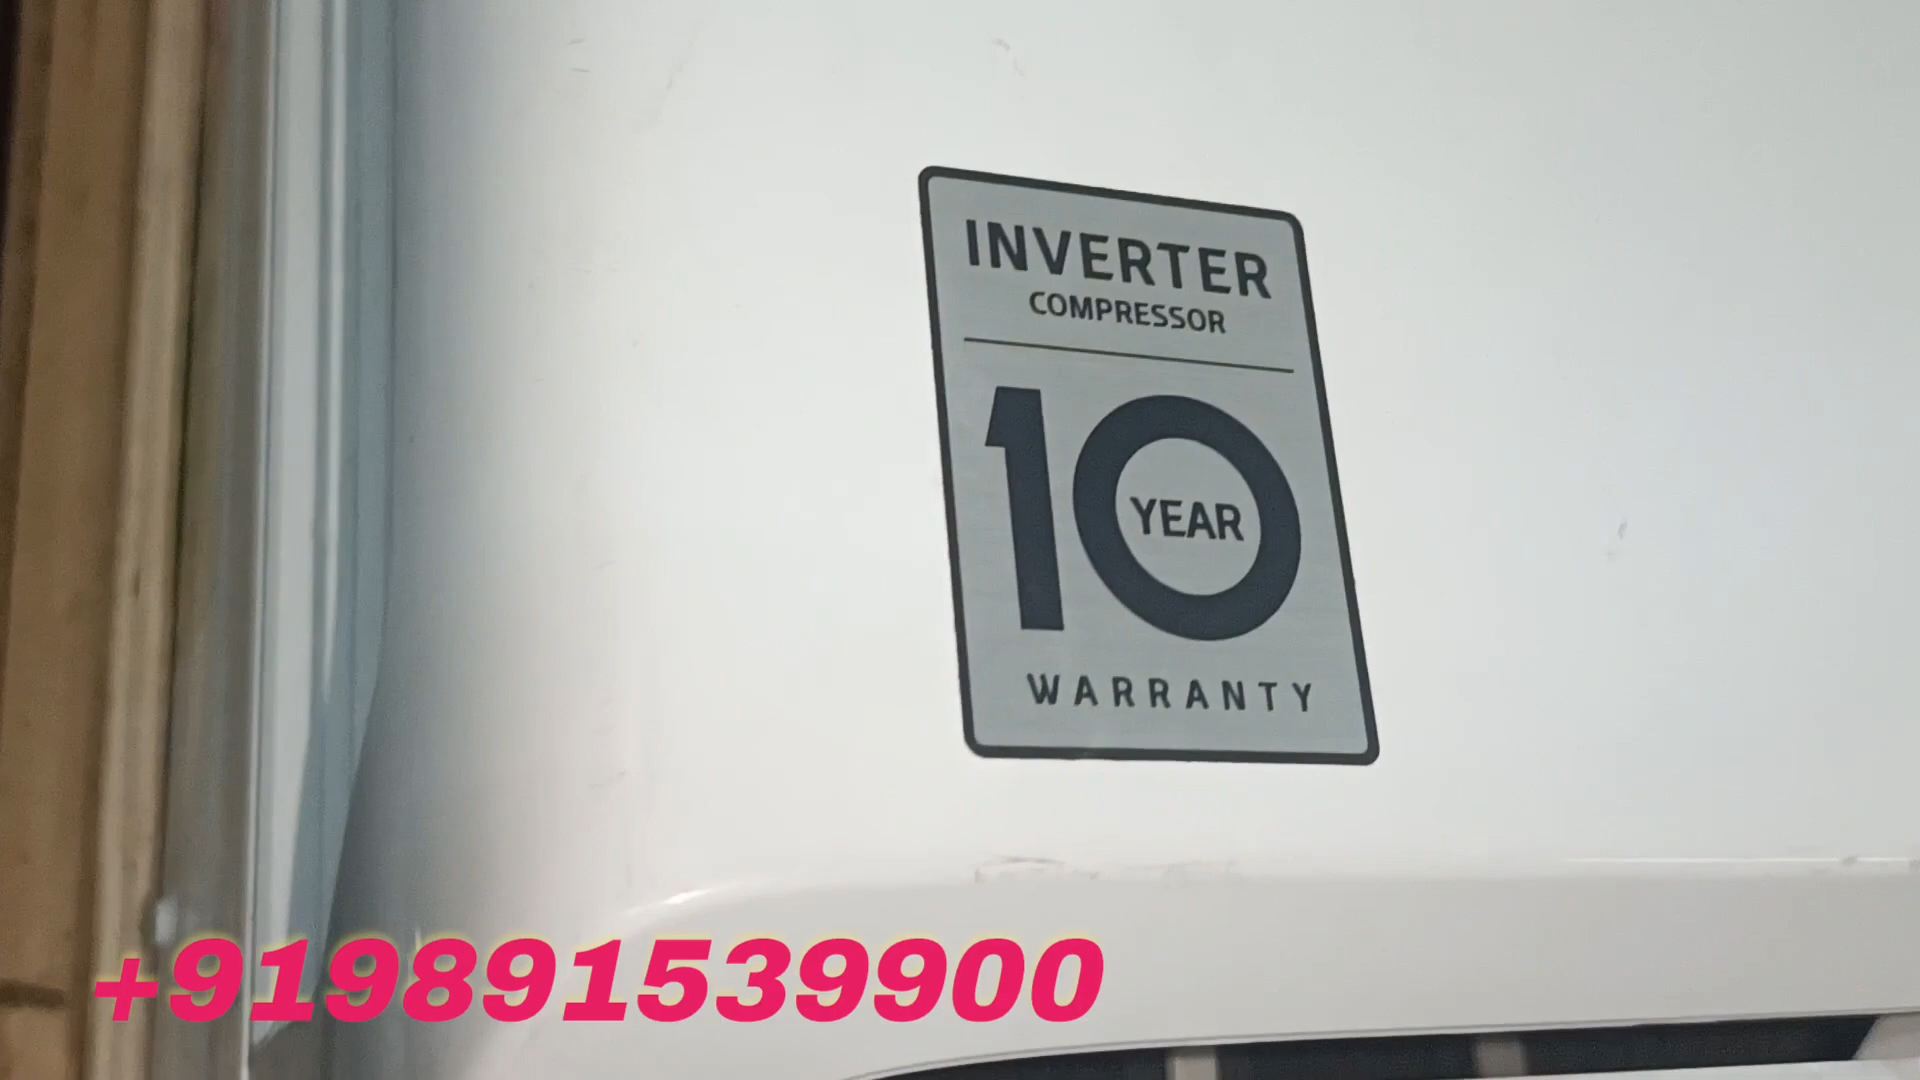 INVERTER
COMPRESSOR
10
YEAR
WARRANTY
+919891539900